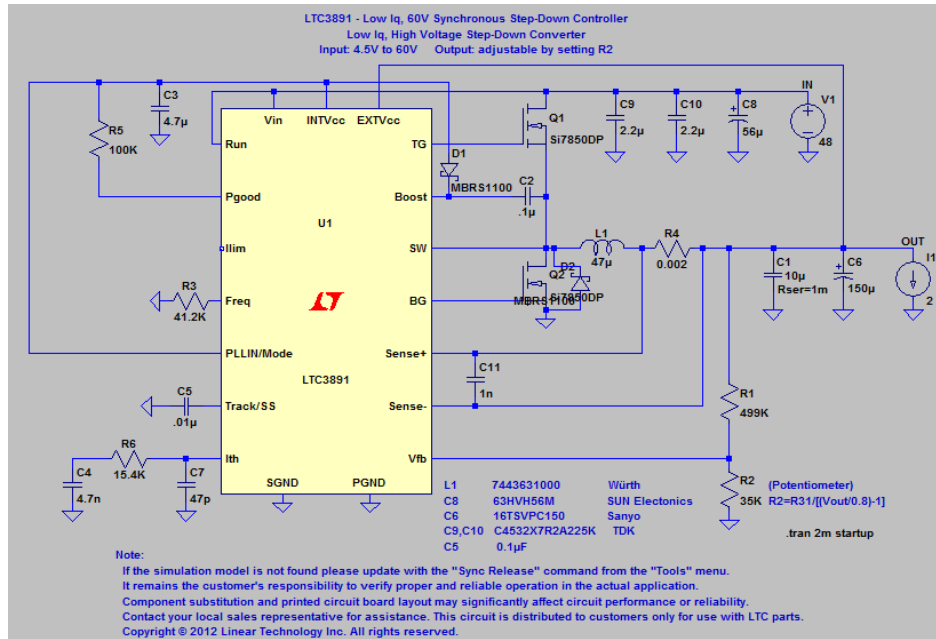 LTC3891 - Low Iq, 60V Synchronous Step-Down Controller
Low Iq, High Voltage Step-Down Converter
Input: 4.5V to 60V Output: adjustable by setting R2
IN
C3
4.7µ
R5
100K
Vin
INTVcc
EXTVcc
Q1
Si7850DP
C9
2.2µ
C10
2.2µ
C8
56µ
V1
48
Run
TG
D1
MBRS1100
Pgood
Boost
C2
.1µ
U1
Ilim
SW
L1
47µ
R4
0.002
OUT
Q2
Si7850DP
D2
MBRS1100
C1
10µ
Rser=1m
C6
150µ
I1
2
R3
41.2K
Freq
BG
PLLIN/Mode
Sense+
C11
1n
LTC3891
C5
.01µ
Track/SS
Sense-
R1
499K
R6
15.4K
C4
4.7n
C7
47p
Ith
Vfb
SGND
PGND
R2
35K
(Potentiometer)
R2=R31/[(Vout/0.8)-1]
L1 7443631000 Würth
C8 63HVH56M SUN Electonics
C6 16TSVPC150 Sanyo
C9,C10 C4532X7R2A225K TDK
C5 0.1µF
.tran 2m startup
Note:
If the simulation model is not found please update with the "Sync Release" command from the "Tools" menu.
It remains the customer's responsibility to verify proper and reliable operation in the actual application.
Component substitution and printed circuit board layout may significantly affect circuit performance or reliability.
Contact your local sales representative for assistance. This circuit is distributed to customers only for use with LTC parts.
Copyright © 2012 Linear Technology Inc. All rights reserved.